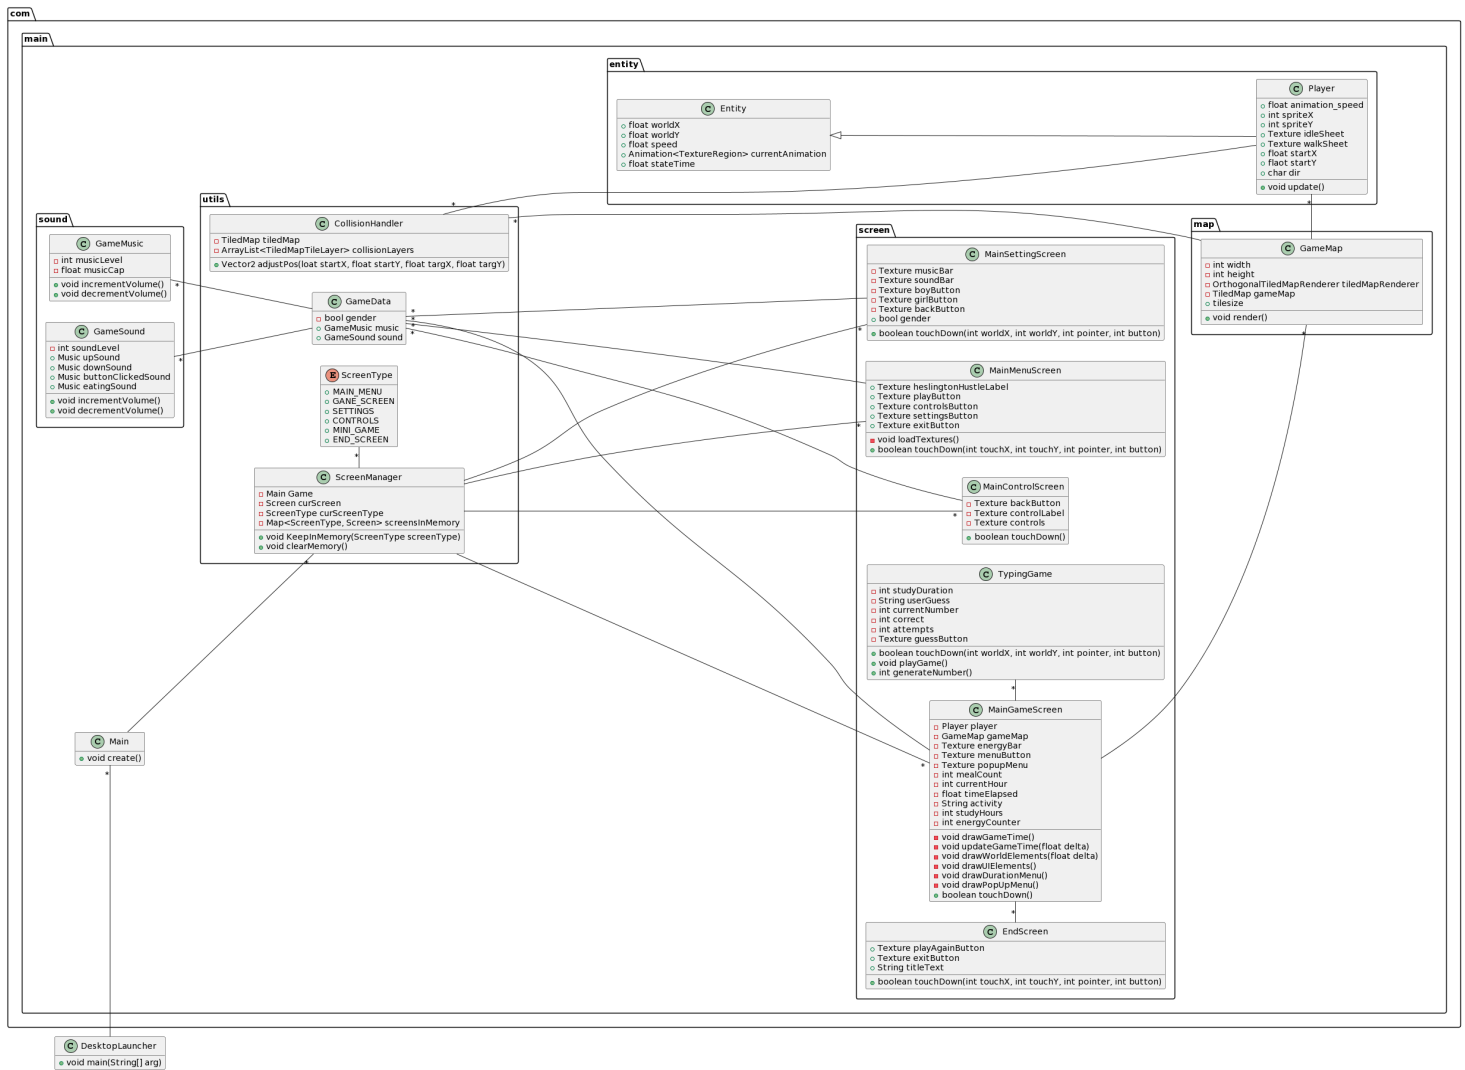 com
main
entity
C Entity
float worldX
float worldY
float speed
Animation<TextureRegion> currentAnimation
float stateTime
C Player
float animation_speed
int spriteX
int spriteY
Texture idleSheet
Texture walkSheet
float startX
flaot startY
char dir
void update()
*
utils
C CollisionHandler
TiledMap tiledMap
ArrayList<TiledMapTileLayer> collisionLayers
Vector2 adjustPos(loat startX, float startY, float targX, float targY)
*
*
sound
C GameMusic
int musicLevel
float musicCap
void incrementVolume()
void decrementVolume()
*
C GameSound
int soundLevel
Music upSound
Music downSound
Music buttonClickedSound
Music eatingSound
void incrementVolume()
void decrementVolume()
*
C GameData
bool gender
GameMusic music
GameSound sound
*
*
*
E ScreenType
MAIN_MENU
GANE_SCREEN
SETTINGS
CONTROLS
MINI_GAME
END_SCREEN
*
C ScreenManager
Main Game
Screen curScreen
ScreenType curScreenType
Map<ScreenType, Screen> screensInMemory
void KeepInMemory(ScreenType screenType)
void clearMemory()
*
screen
C MainSettingScreen
Texture musicBar
Texture soundBar
Texture boyButton
Texture girlButton
Texture backButton
bool gender
boolean touchDown(int worldX, int worldY, int pointer, int button)
*
C MainMenuScreen
Texture heslingtonHustleLabel
Texture playButton
Texture controlsButton
Texture settingsButton
Texture exitButton
void loadTextures()
boolean touchDown(int touchX, int touchY, int pointer, int button)
*
C MainControlScreen
Texture backButton
Texture controlLabel
Texture controls
boolean touchDown()
*
C TypingGame
int studyDuration
String userGuess
int currentNumber
int correct
int attempts
Texture guessButton
boolean touchDown(int worldX, int worldY, int pointer, int button)
void playGame()
int generateNumber()
*
C MainGameScreen
Player player
GameMap gameMap
Texture energyBar
Texture menuButton
Texture popupMenu
int mealCount
int currentHour
float timeElapsed
String activity
int studyHours
int energyCounter
void drawGameTime()
void updateGameTime(float delta)
void drawWorldElements(float delta)
void drawUIElements()
void drawDurationMenu()
void drawPopUpMenu()
boolean touchDown()
*
*
C EndScreen
Texture playAgainButton
Texture exitButton
String titleText
boolean touchDown(int touchX, int touchY, int pointer, int button)
map
C GameMap
int width
int height
OrthogonalTiledMapRenderer tiledMapRenderer
TiledMap gameMap
tilesize
void render()
*
C Main
void create()
*
C DesktopLauncher
void main(String[] arg)